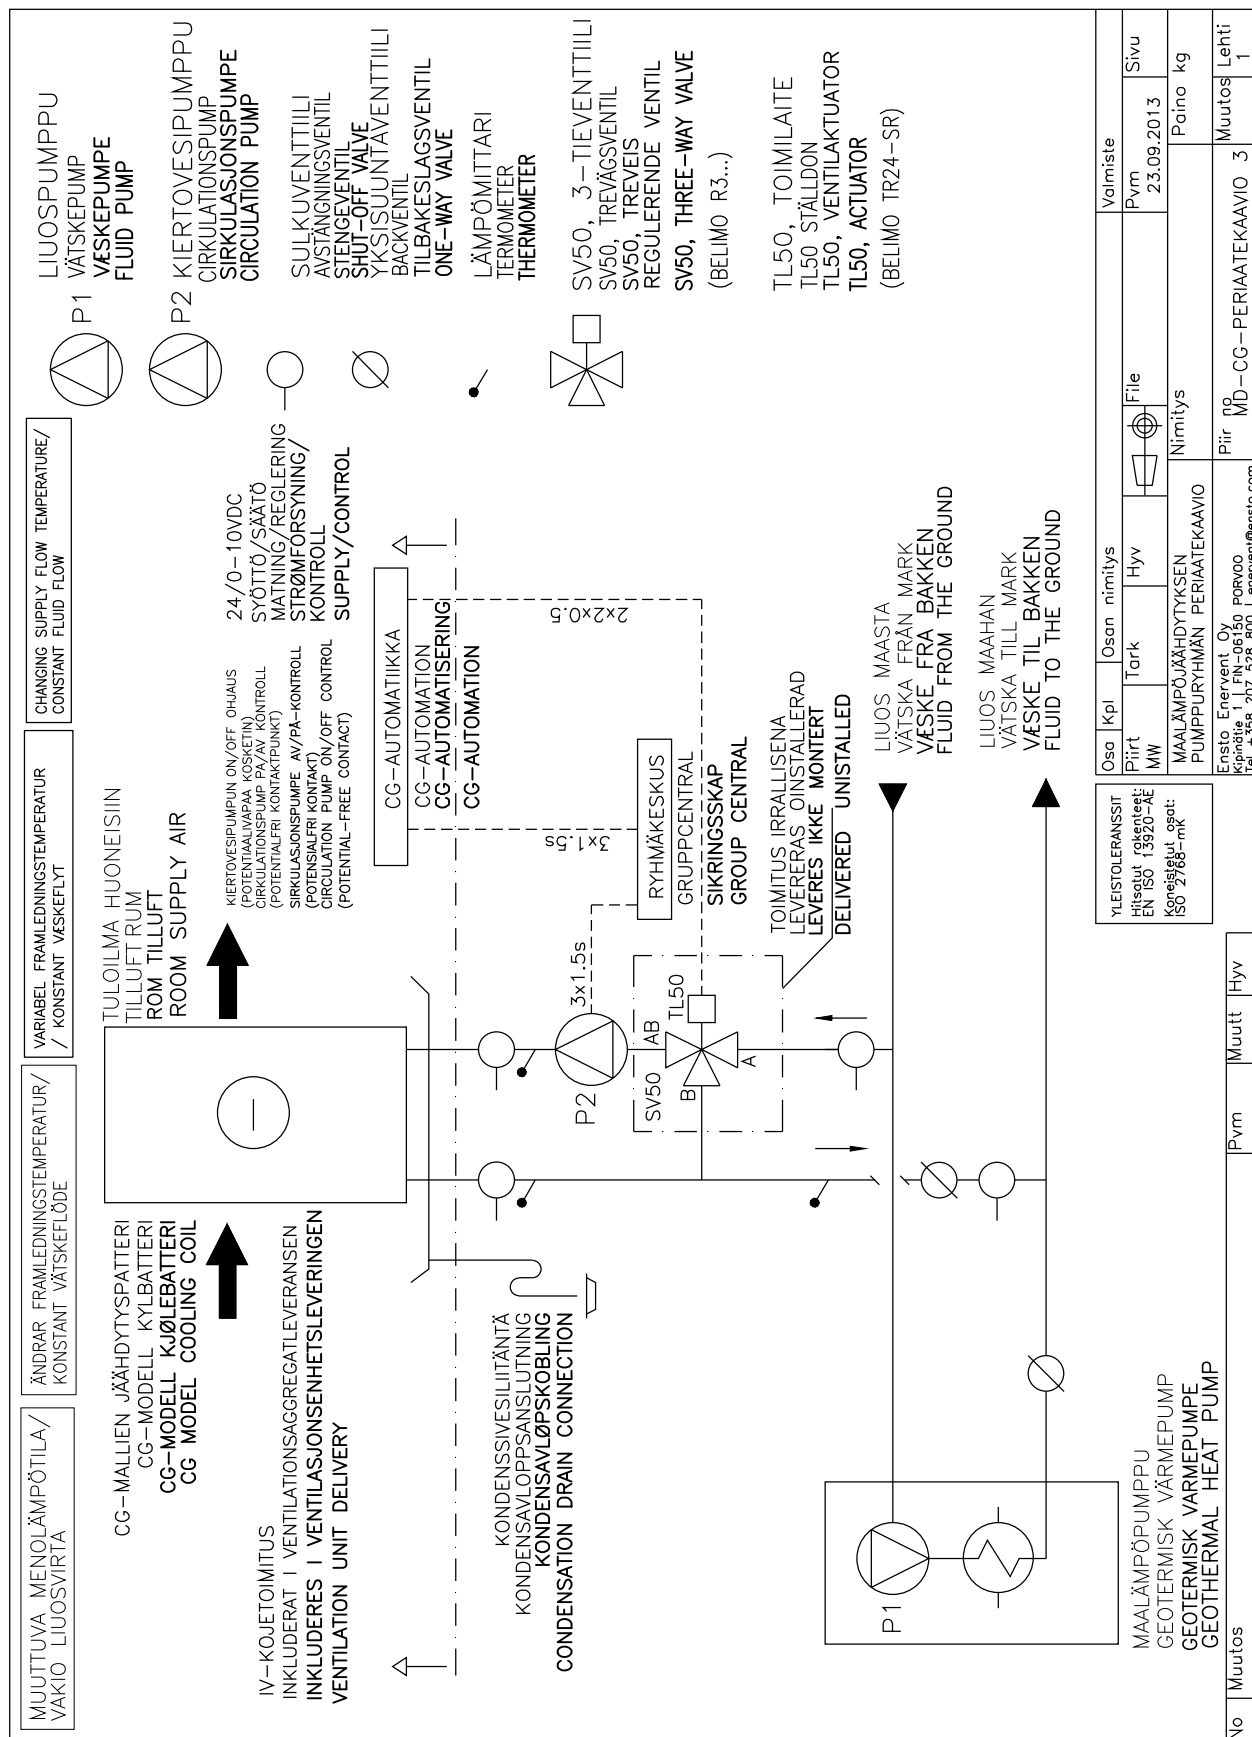 MUUTTUVA MENOLÄMPÖTILA/
VAKIO LIUOSVIRTA
ÄNDRAR FRAMLEDNINGSTEMPERATUR/
KONSTANT VÄTSKEFLÖDE
VARIABEL FRAMLEDNINGSTEMPERATUR
/ KONSTANT VÆSKEFLYT
CHANGING SUPPLY FLOW TEMPERATURE/
CONSTANT FLUID FLOW
CG-MALLIEN JÄÄHDYTYSPATTERI
CG-MODELL KYLBATTERI
CG-MODELL KJØLEBATTERI
CG MODEL COOLING COIL
TULOILMA HUONEISIIN
TILLUFT RUM
ROM TILLUFT
ROOM SUPPLY AIR
KIERTOVESIPUMPUN ON/OFF OHJAUS
(POTENTIAALIVAPAA KOSKETIN)
CIRKULATIONSPUMP PA/AV KONTROLL
(POTENTIALFRI KONTAKTPUNKT)
SIRKULASJONSPUMPE AV/PÅ-KONTROLL
(POTENSIALFRI KONTAKT)
CIRCULATION PUMP ON/OFF CONTROL
(POTENTIAL-FREE CONTACT)
24/0-10VDC
SYÖTTÖ/SÄÄTÖ
MATNING/REGLERING
STRØMFORSYNING/
KONTROLL
SUPPLY/CONTROL
IV-KOJETOIMITUS
INKLUDERAT I VENTILATIONSAGGREGATLEVERANSEN
INKLUDERES I VENTILASJONSENHETSLEVERINGEN
VENTILATION UNIT DELIVERY
CG-AUTOMATIIKKA
CG-AUTOMATION
CG-AUTOMATISERING
CG-AUTOMATION
KONDENSSIVESILIITÄNTÄ
KONDENSAVLOPPSANSLUTNING
KONDENSAVLØPSKOBLING
CONDENSATION DRAIN CONNECTION
P2
3x1.5s
3x1.5s
2x2x0.5
RYHMÄKESKUS
GRUPPCENTRAL
SIKRINGSSKAP
GROUP CENTRAL
SV50
AB
TL50
B
A
TOIMITUS IRRALLISENA
LEVERERAS OINSTALLERAD
LEVERES IKKE MONTERT
DELIVERED UNISTALLED
LIUOS MAASTA
VÄTSKA FRÅN MARK
VÆSKE FRA BAKKEN
FLUID FROM THE GROUND
LIUOS MAAHAN
VÄTSKA TILL MARK
VÆSKE TIL BAKKEN
FLUID TO THE GROUND
P1
MAALÄMPÖPUMPPU
GEOTERMISK VÄRMEPUMP
GEOTERMISK VARMEPUMPE
GEOTHERMAL HEAT PUMP
P1
LIUOSPUMPPU
VÄTSKEPUMP
VÆSKEPUMPE
FLUID PUMP
P2
KIERTOVESIPUMPPU
CIRKULATIONSPUMP
SIRKULASJONSPUMPE
CIRCULATION PUMP
SULKUVENTTIILI
AVSTÄNGNINGSVENTIL
STENGEVENTIL
SHUT-OFF VALVE
YKSISUUNTAVENTTIILI
BACKVENTIL
TILBAKESLAGSVENTIL
ONE-WAY VALVE
LÄMPÖMITTARI
TERMOMETER
THERMOMETER
SV50, 3-TIEVENTTIILI
SV50, TREVÄGSVENTIL
SV50, TREVEIS
REGULERENDE VENTIL
SV50, THREE-WAY VALVE
(BELIMO R3...)
TL50, TOIMILAITE
TL50 STÄLLDON
TL50, VENTILAKTUATOR
TL50, ACTUATOR
(BELIMO TR24-SR)
YLEISTOLERANSSIT
Hitsatut rakenteet:
EN ISO 13920-AE
Koneistetut osat:
ISO 2768-mK
Osa Kpl Osan nimitys Valmiste
Piirt Tark Hyv File Pvm Sivu
MW 23.09.2013
MAALÄMPÖJÄÄHDYTYKSEN
PUMPPURYHMÄN PERIAATEKAAVIO
Nimitys Paino kg
Ensto Enervent Oy
Kipinätie 1 | FIN-06150 PORVOO
Tel. +358 207 528 800 | enervent@ensto.com
Piir no
MD-CG-PERIAATEKAAVIO 3
Muutos Lehti
1
No Muutos Pvm Muutt Hyv